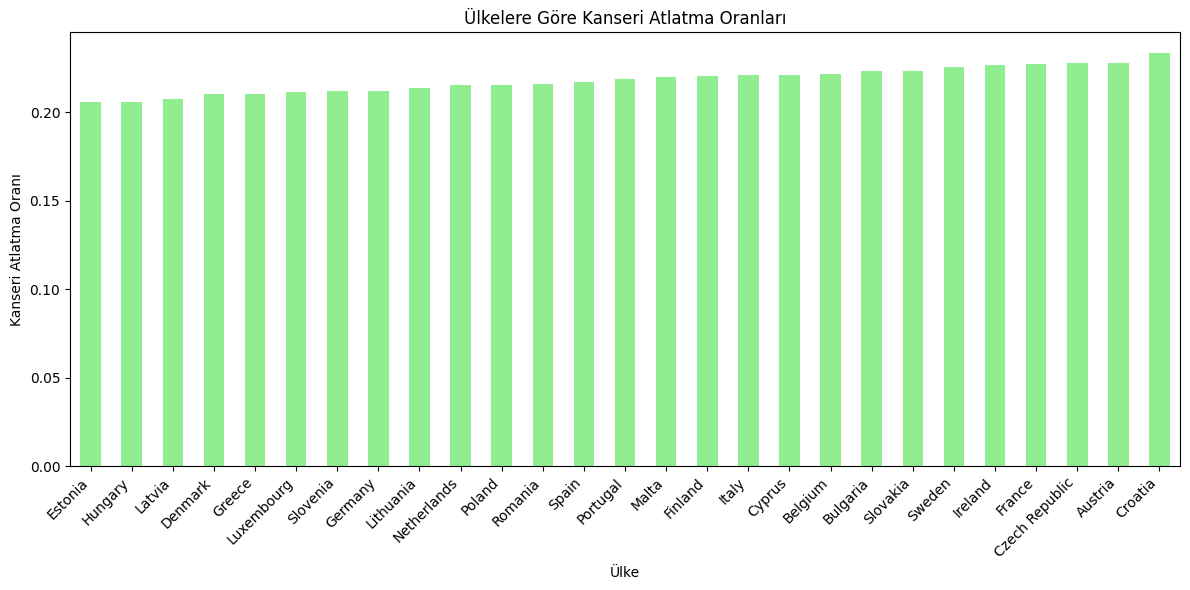 Ülkelere Göre Kanseri Atlatma Oranları
Kanseri Atlatma Oranı
0.20
0.15
0.10
0.05
0.00
Estonia
Hungary
Latvia
Denmark
Greece
Luxembourg
Slovenia
Germany
Lithuania
Netherlands
Poland
Romania
Spain
Portugal
Malta
Finland
Italy
Cyprus
Belgium
Bulgaria
Slovakia
Sweden
Ireland
France
Czech Republic
Austria
Croatia
Ülke